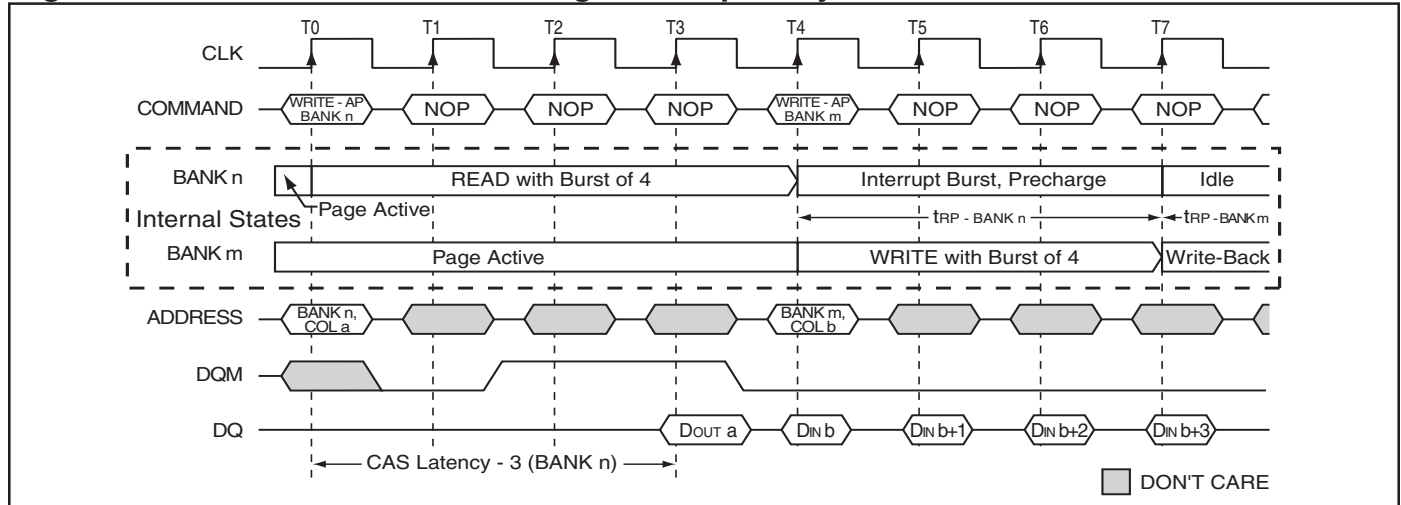 T0 T1 T2 T3 T4 T5 T6 T7
CLK
COMMAND WRITE - AP BANK n NOP NOP NOP WRITE - AP BANK m NOP NOP NOP
BANK n READ with Burst of 4 Interrupt Burst, Precharge Idle
Page Active tRP - BANK n tRP - BANK m
Internal States
BANK m Page Active WRITE with Burst of 4 Write-Back
ADDRESS BANK n, COL a BANK m, COL b
DQM
DQ DOUT a DIN b DIN b+1 DIN b+2 DIN b+3
CAS Latency - 3 (BANK n)
DON'T CARE